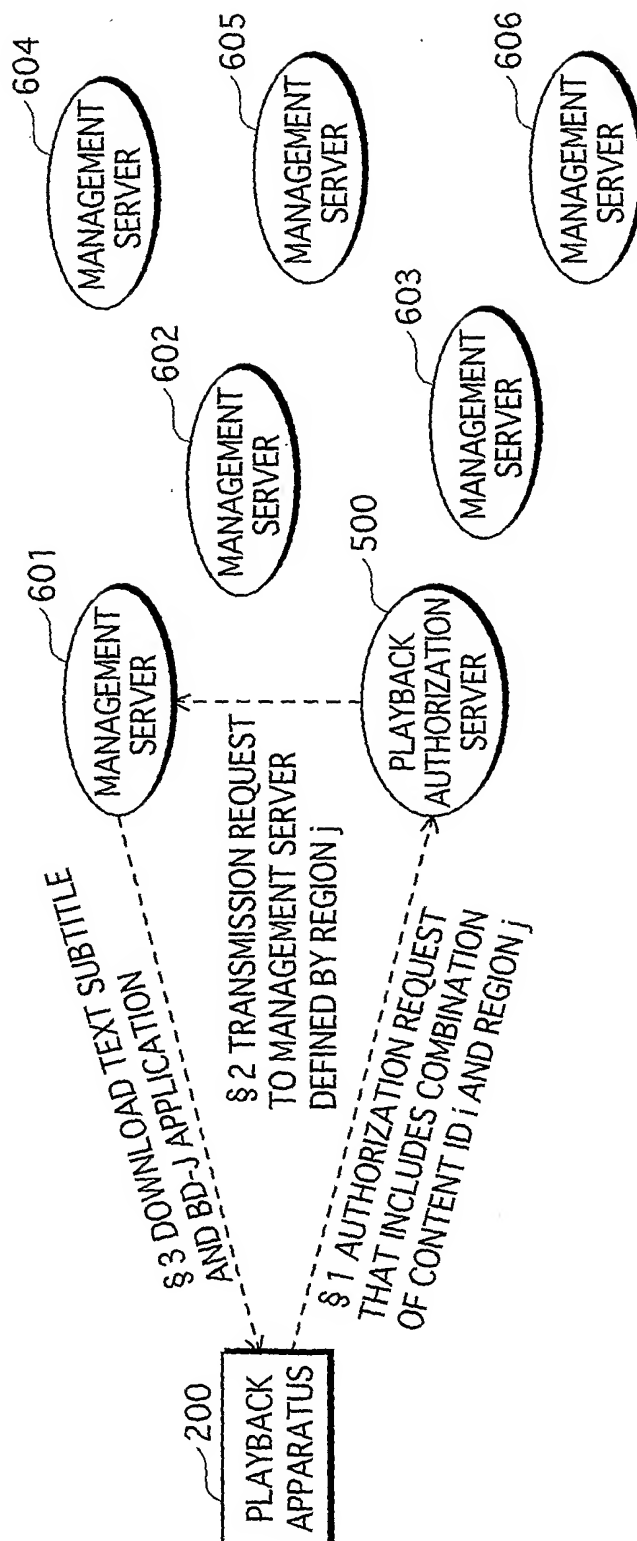 604
MANAGEMENT
SERVER
605
MANAGEMENT
SERVER
606
MANAGEMENT
SERVER
602
MANAGEMENT
SERVER
603
MANAGEMENT
SERVER
601
MANAGEMENT
SERVER
500
PLAYBACK
AUTHORIZATION
SERVER
§2 TRANSMISSION REQUEST
TO MANAGEMENT SERVER
DEFINED BY REGION j
§3 DOWNLOAD TEXT SUBTITLE
AND BD-J APPLICATION
§1 AUTHORIZATION REQUEST
THAT INCLUDES COMBINATION
OF CONTENT ID i AND REGION j
200
PLAYBACK
APPARATUS